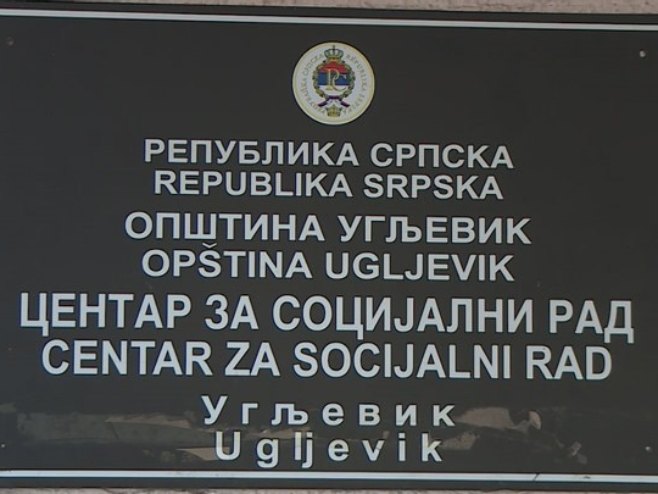 РЕПУБЛИКА СРПСКА
REPUBLIKA SRPSKA
ОПШТИНА УГЉЕВИК
OPŠTINA UGLJEVIK
ЦЕНТАР ЗА СОЦИЈАЛНИ РАД
CENTAR ZA SOCIJALNI RAD
Угљевик
Ugljevik